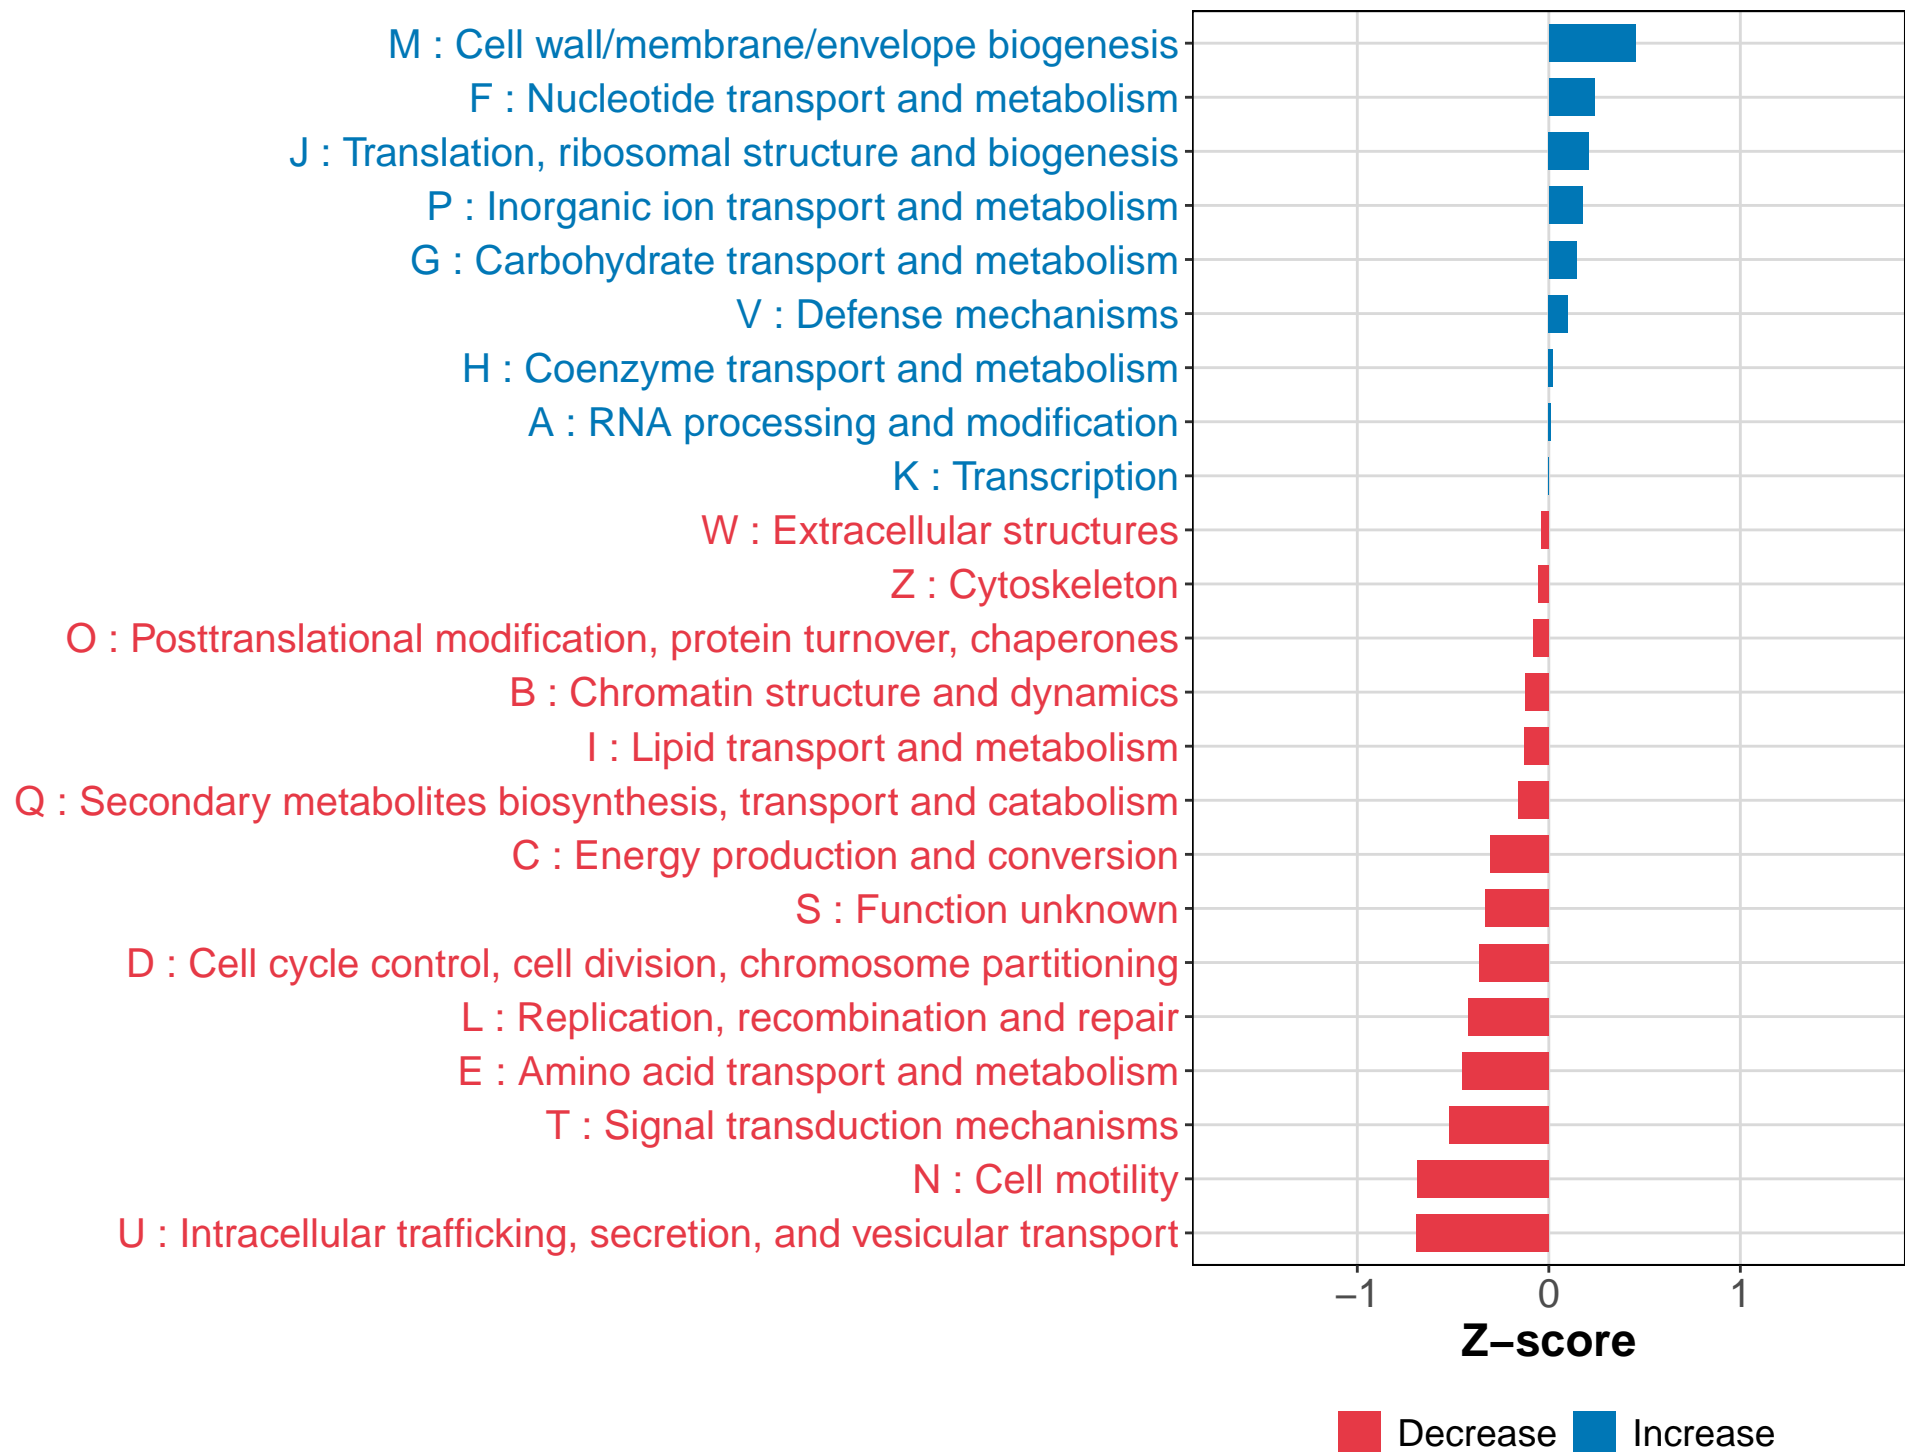 M : Cell wall/membrane/envelope biogenesis
F : Nucleotide transport and metabolism
J : Translation, ribosomal structure and biogenesis
P : Inorganic ion transport and metabolism
G : Carbohydrate transport and metabolism
V : Defense mechanisms
H : Coenzyme transport and metabolism
A : RNA processing and modification
K : Transcription
W : Extracellular structures
Z : Cytoskeleton
O : Posttranslational modification, protein turnover, chaperones
B : Chromatin structure and dynamics
I : Lipid transport and metabolism
Q : Secondary metabolites biosynthesis, transport and catabolism
C : Energy production and conversion
S : Function unknown
D : Cell cycle control, cell division, chromosome partitioning
L : Replication, recombination and repair
E : Amino acid transport and metabolism
T : Signal transduction mechanisms
N : Cell motility
U : Intracellular trafficking, secretion, and vesicular transport
−1 0 1
Z−score
Decrease Increase